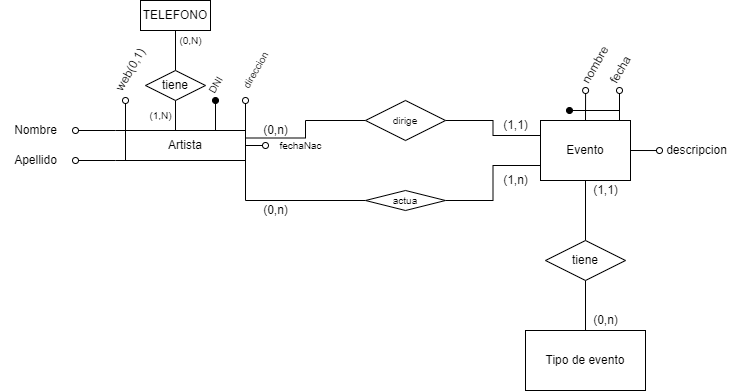 TELEFONO
(0,N)
web(0,1)
tiene
DNI
direccion
nombre
fecha
(1,N)
Nombre
Artista
(0,n)
dirige
(1,1)
Evento
descripcion
fechaNac
Apellido
(0,n)
actua
(1,n)
(1,1)
tiene
(0,n)
Tipo de evento